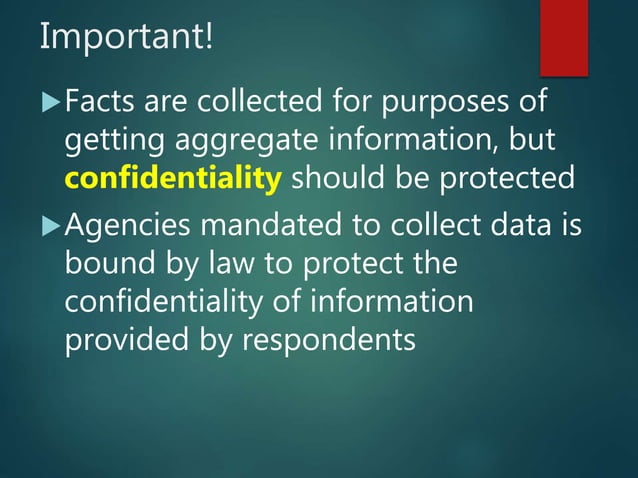 Important!
Facts are collected for purposes of
getting aggregate information, but
confidentiality should be protected
Agencies mandated to collect data is
bound by law to protect the
confidentiality of information
provided by respondents